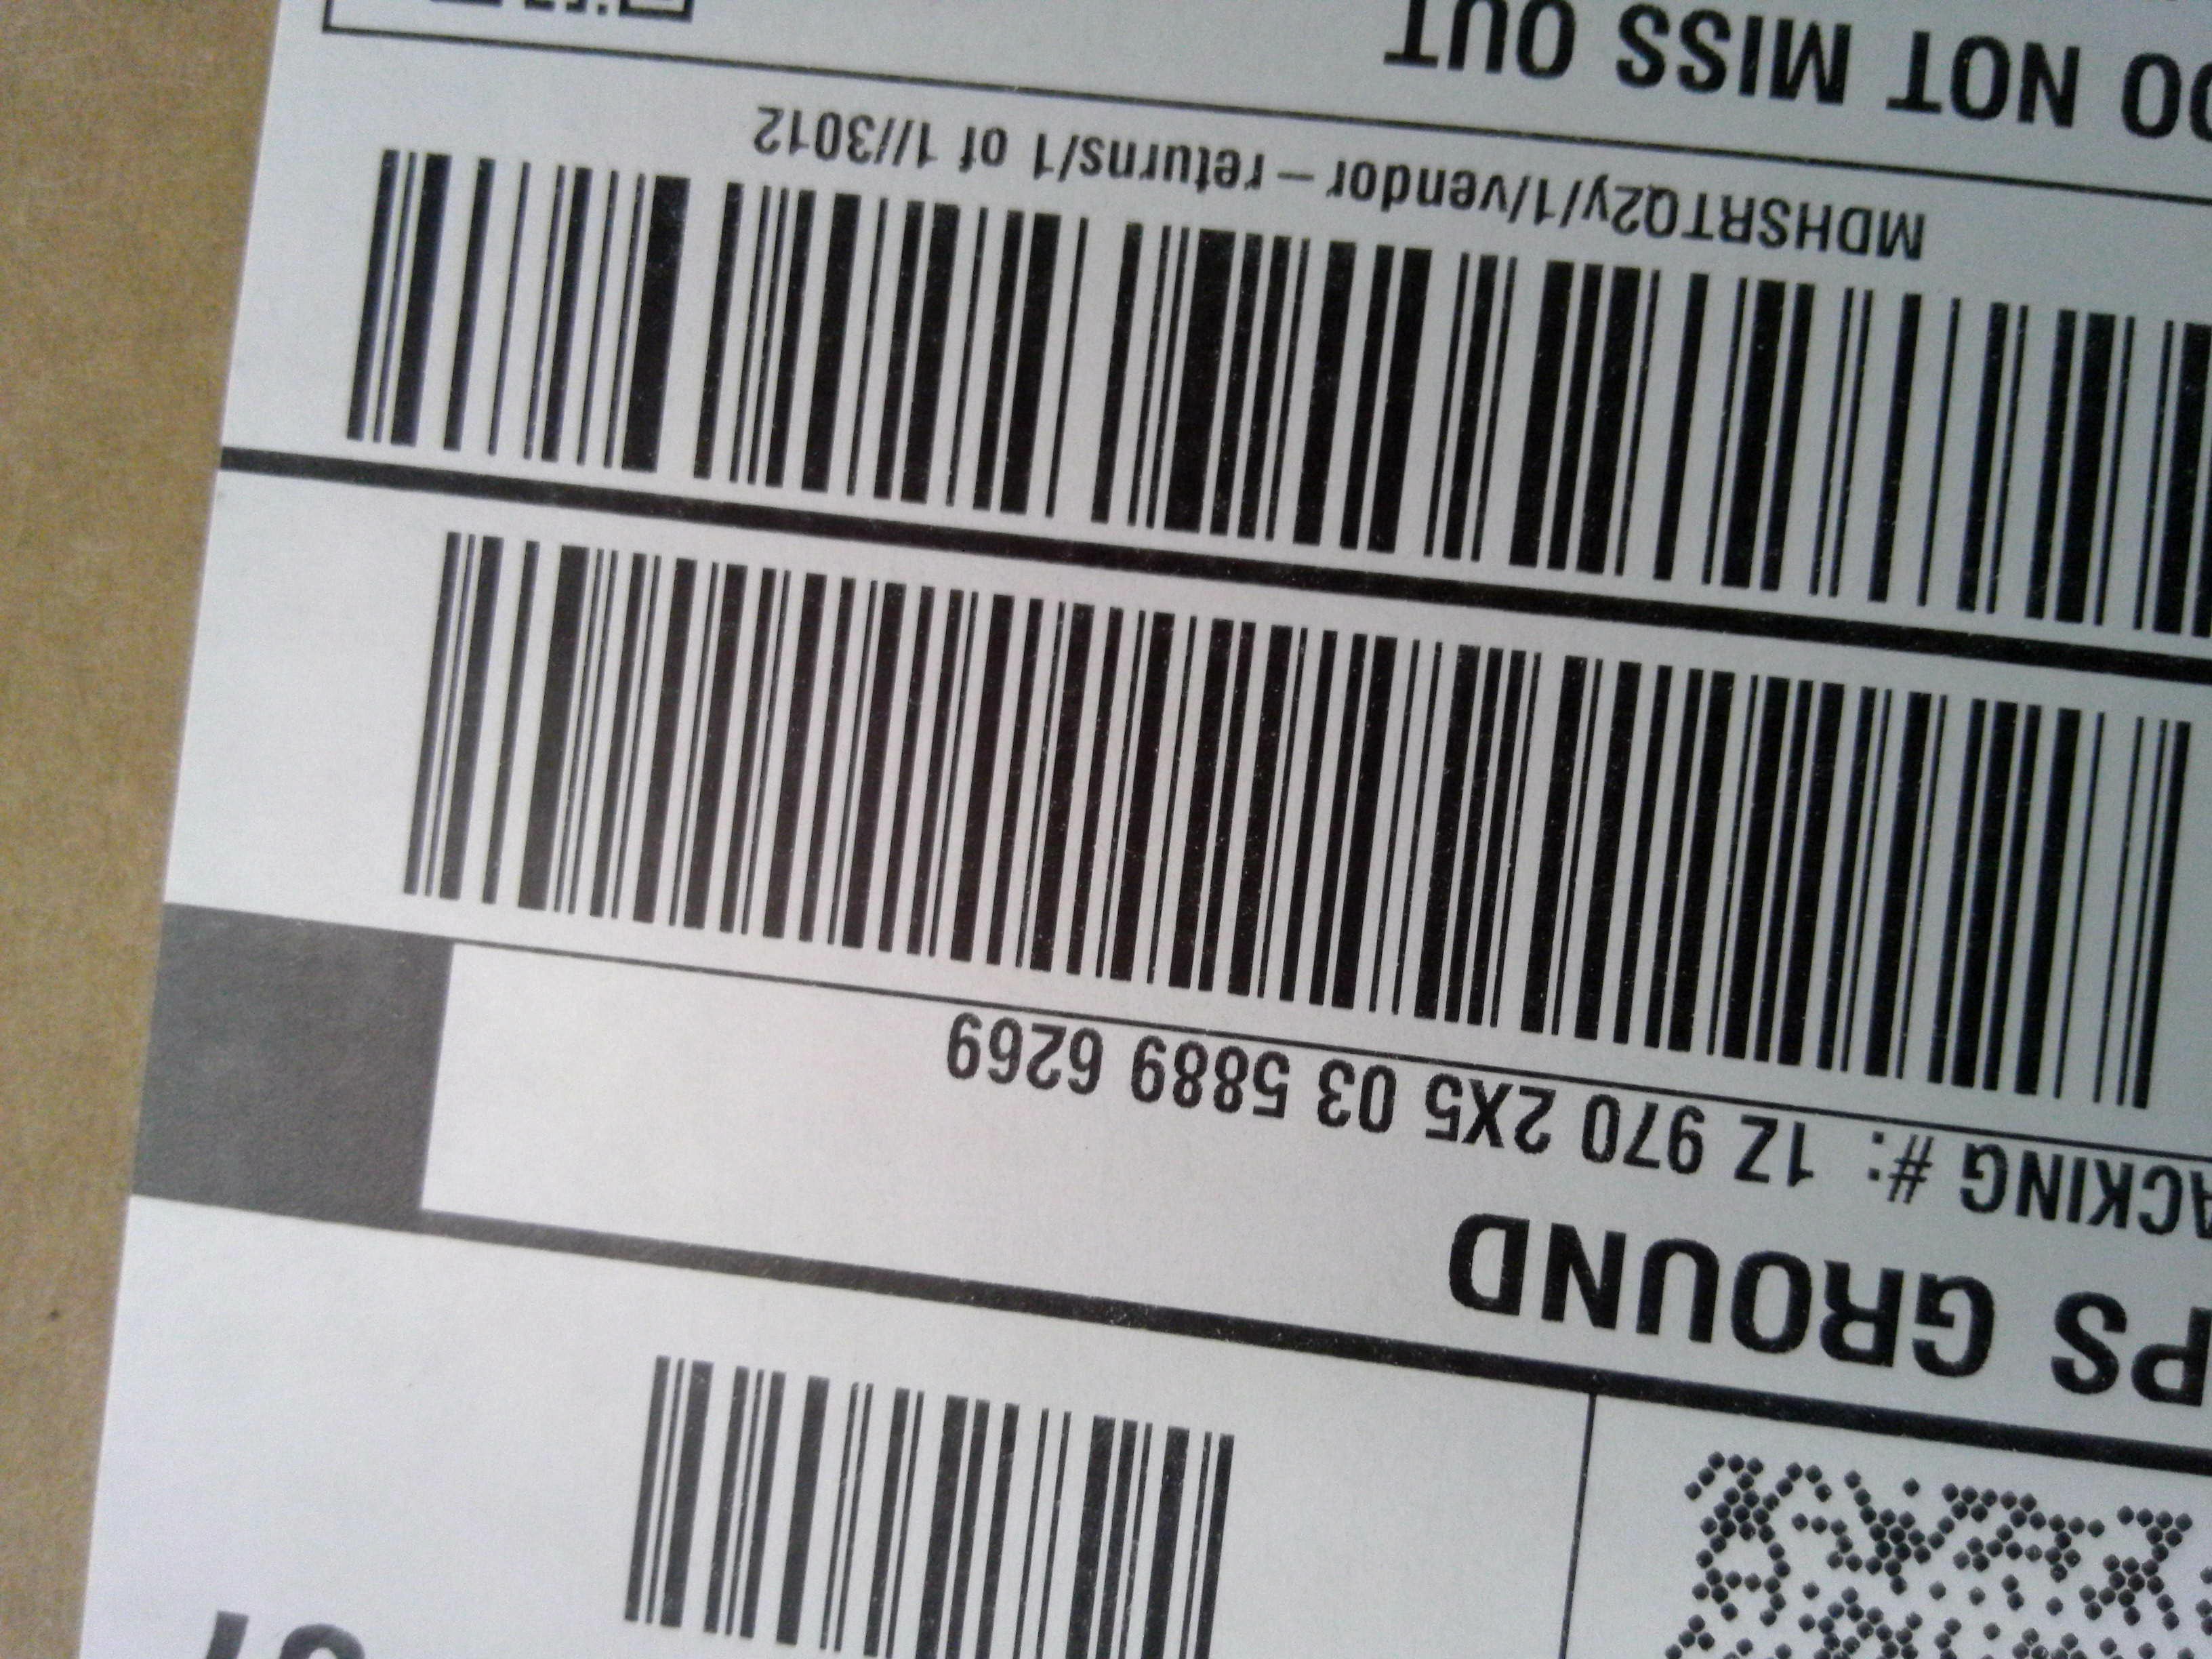 PS GROUND
ACKING #: 1Z 970 2X5 03 5889 6269
MDHSRTQ2y/1/vendor – returns/1 of 1//3012
DO NOT MISS OUT